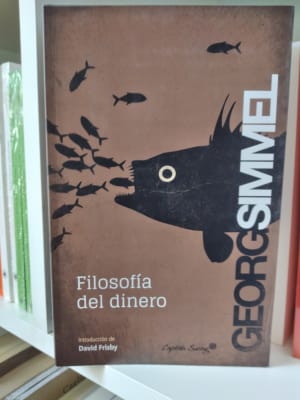 GEORG SIMMEL
Filosofía
del dinero
Introducción de
David Frisby
Capitán Swing